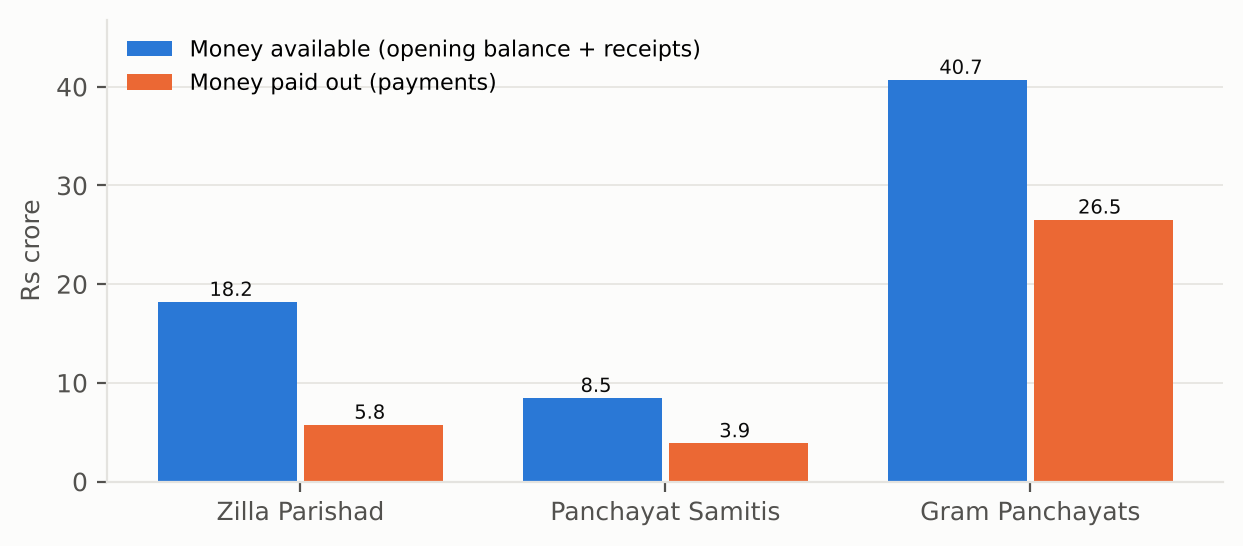 Money available (opening balance + receipts)
Money paid out (payments)
Rs crore
40
30
20
10
0
18.2
5.8
8.5
3.9
40.7
26.5
Zilla Parishad
Panchayat Samitis
Gram Panchayats